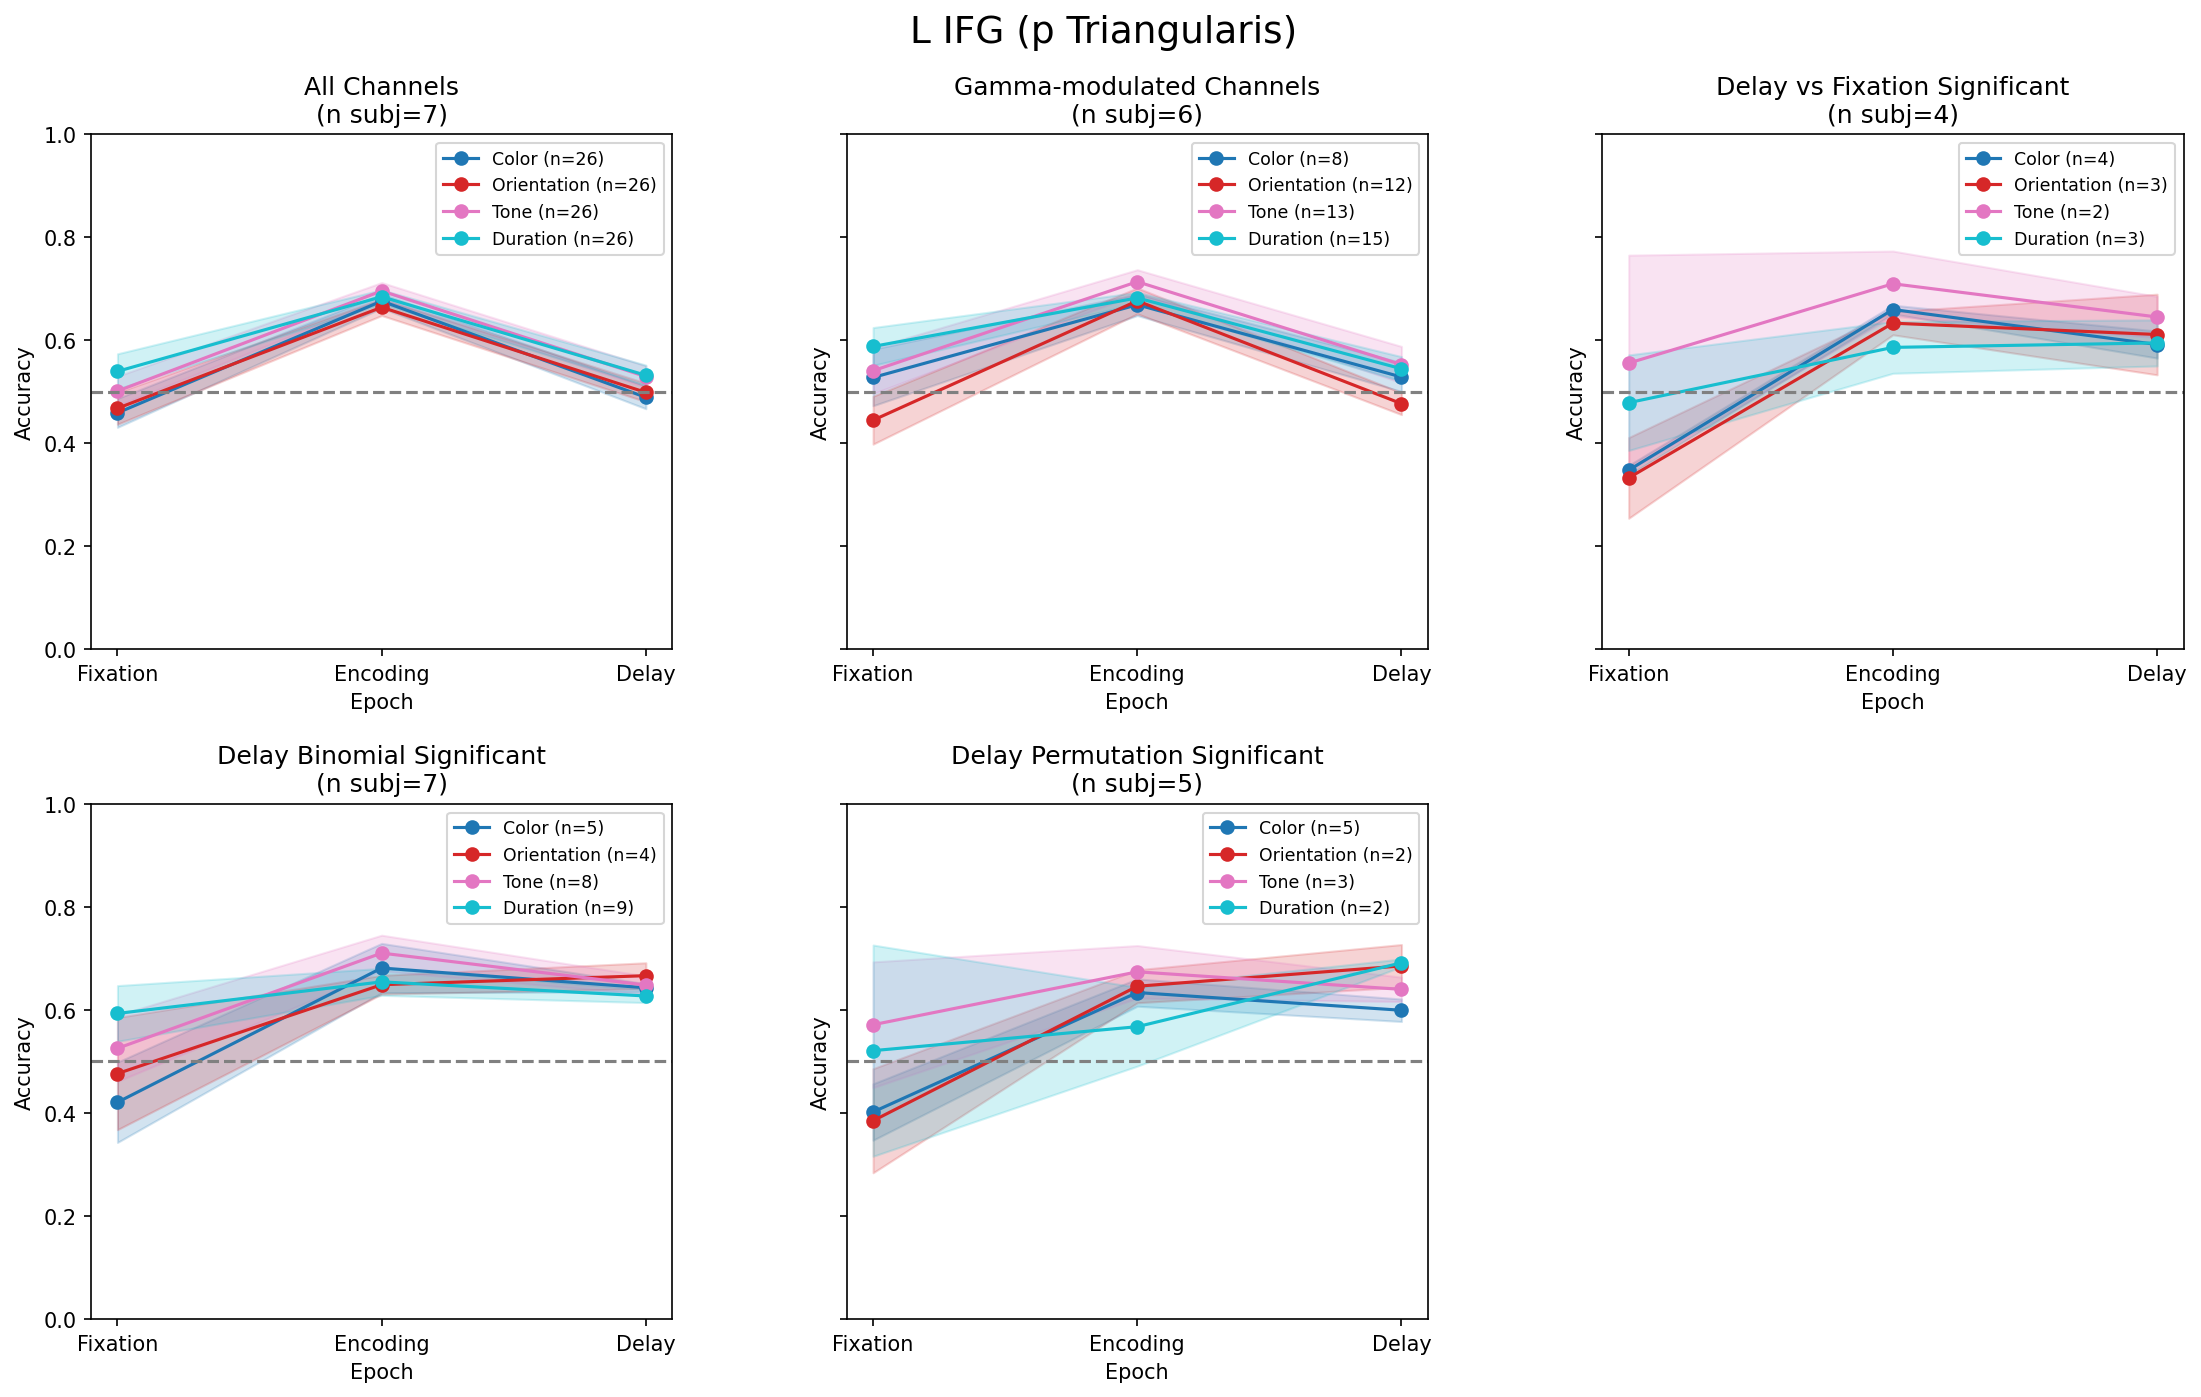 L IFG (p Triangularis)
All Channels
(n subj=7)
1.0
0.8
0.6
0.4
0.2
0.0
Accuracy
Color (n=26)
Orientation (n=26)
Tone (n=26)
Duration (n=26)
Fixation
Encoding
Delay
Epoch
Gamma-modulated Channels
(n subj=6)
Accuracy
Color (n=8)
Orientation (n=12)
Tone (n=13)
Duration (n=15)
Fixation
Encoding
Delay
Epoch
Delay vs Fixation Significant
(n subj=4)
Accuracy
Color (n=4)
Orientation (n=3)
Tone (n=2)
Duration (n=3)
Fixation
Encoding
Delay
Epoch
Delay Binomial Significant
(n subj=7)
1.0
0.8
0.6
0.4
0.2
0.0
Accuracy
Color (n=5)
Orientation (n=4)
Tone (n=8)
Duration (n=9)
Fixation
Encoding
Delay
Epoch
Delay Permutation Significant
(n subj=5)
Accuracy
Color (n=5)
Orientation (n=2)
Tone (n=3)
Duration (n=2)
Fixation
Encoding
Delay
Epoch